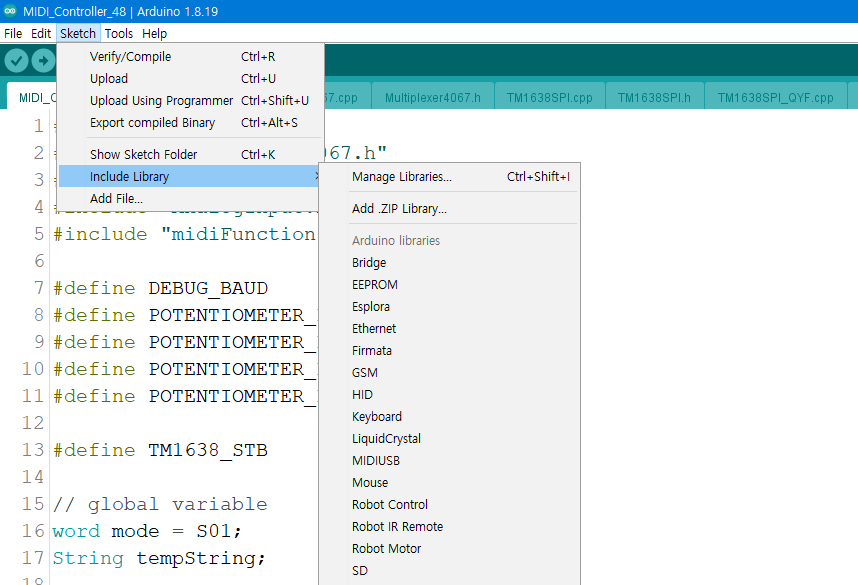 MIDI_Controller_48 | Arduino 1.8.19
File Edit Sketch Tools Help
Verify/Compile Ctrl+R
Upload Ctrl+U
Upload Using Programmer Ctrl+Shift+U
Export compiled Binary Ctrl+Alt+S
Show Sketch Folder Ctrl+K
Include Library
Add File...
Manage Libraries... Ctrl+Shift+I
Add .ZIP Library...
Arduino libraries
Bridge
EEPROM
Esplora
Ethernet
Firmata
GSM
HID
Keyboard
LiquidCrystal
MIDIUSB
Mouse
Robot Control
Robot IR Remote
Robot Motor
SD
MIDI_C 67.cpp Multiplexer4067.h TM1638SPI.cpp TM1638SPI.h TM1638SPI_QYF.cpp
1 #
2 067.h"
3
4
5 #include "midiFunction
6
7 #define DEBUG_BAUD
8 #define POTENTIOMETER_
9 #define POTENTIOMETER_
10 #define POTENTIOMETER_
11 #define POTENTIOMETER_
12
13 #define TM1638_STB
14
15 // global variable
16 word mode = S01;
17 String tempString;
18